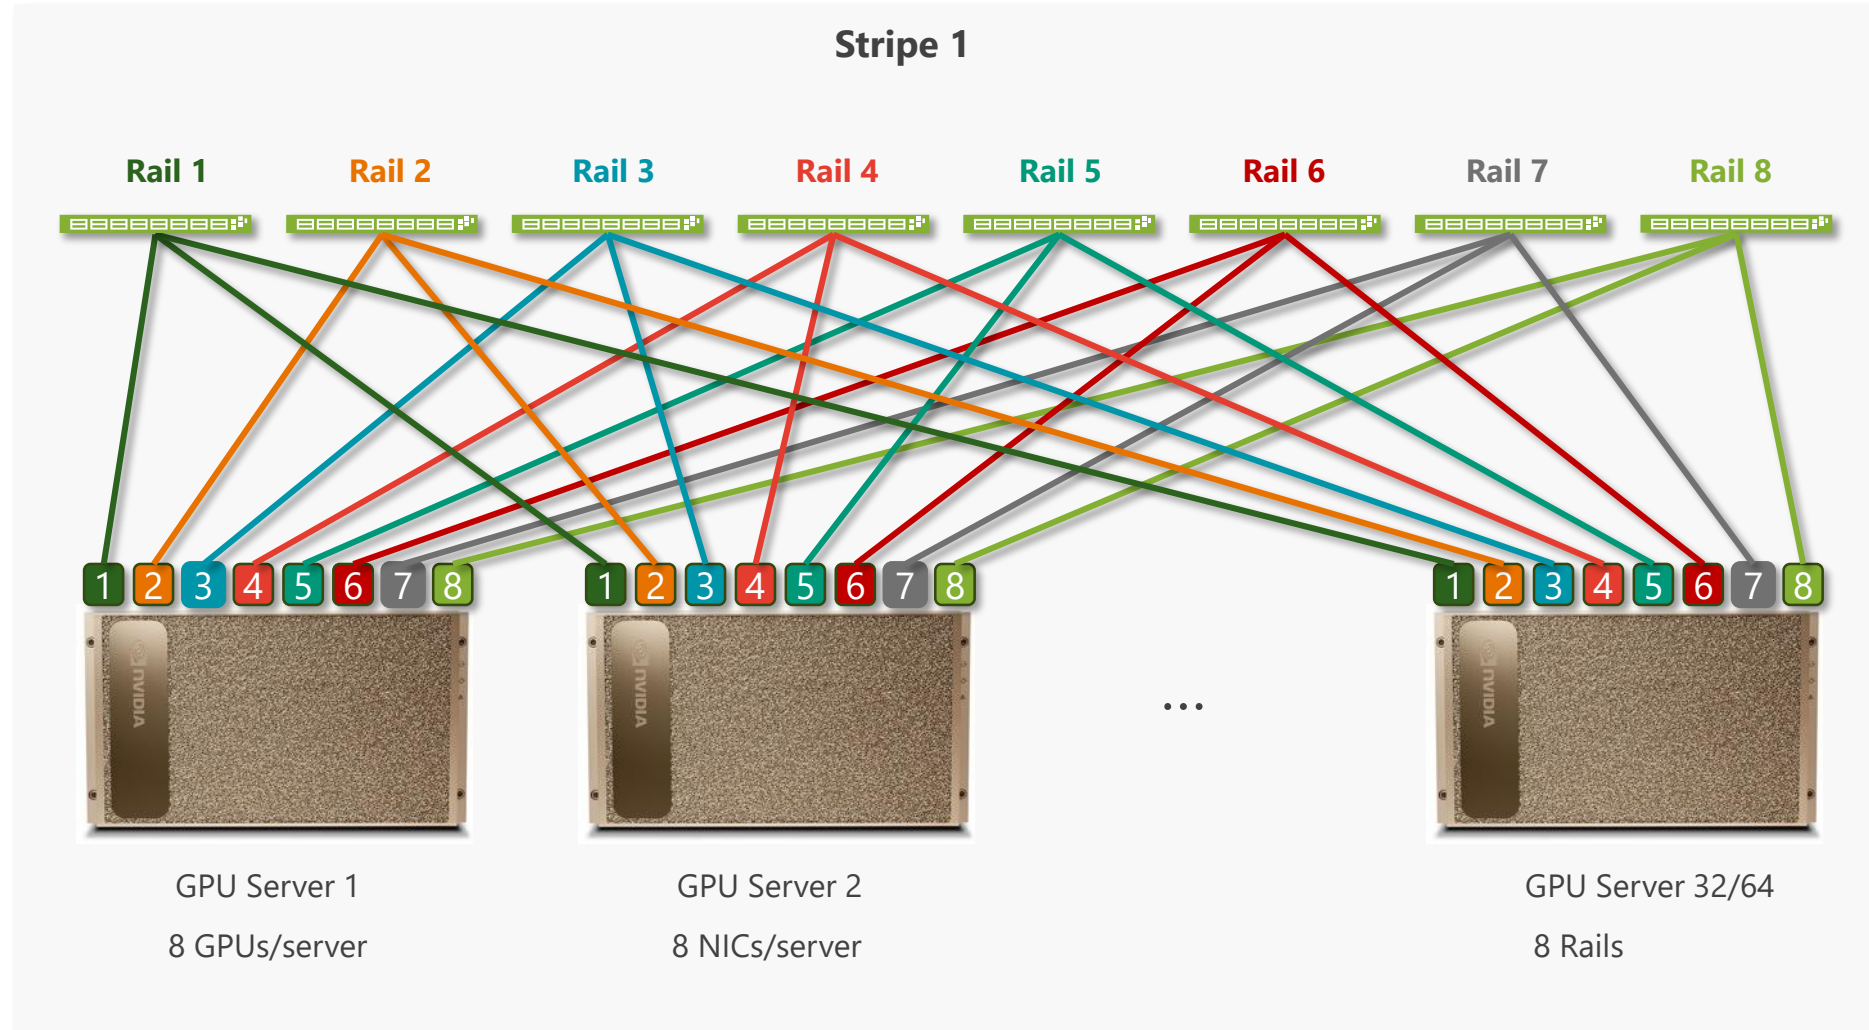 Stripe 1
Rail 1 Rail 2 Rail 3 Rail 4 Rail 5 Rail 6 Rail 7 Rail 8
1 2 3 4 5 6 7 8 1 2 3 4 5 6 7 8 1 2 3 4 5 6 7 8
NVIDIA NVIDIA NVIDIA
...
GPU Server 1 GPU Server 2 GPU Server 32/64
8 GPUs/server 8 NICs/server 8 Rails